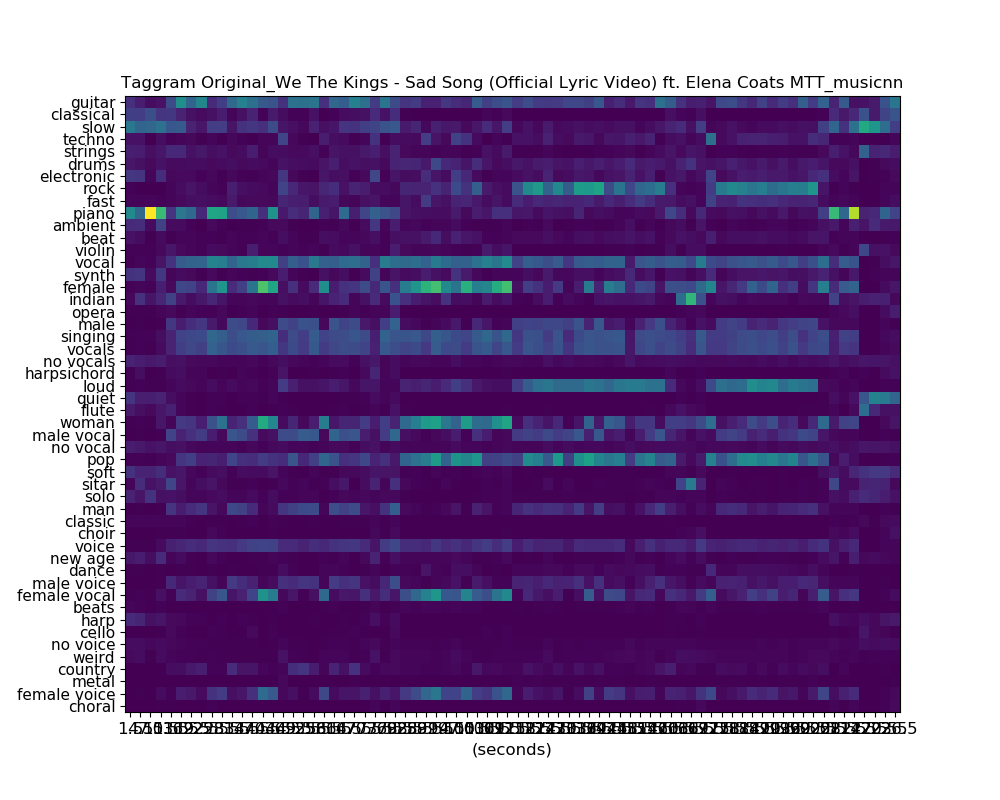 Taggram Original_We The Kings - Sad Song (Official Lyric Video) ft. Elena Coats MTT_musicnn
guitar
classical
slow
techno
strings
drums
electronic
rock
fast
piano
ambient
beat
violin
vocal
synth
female
indian
opera
male
singing
vocals
no vocals
harpsichord
loud
quiet
flute
woman
male vocal
no vocal
pop
soft
sitar
solo
man
classic
choir
voice
new age
dance
male voice
female vocal
beats
harp
cello
no voice
weird
country
metal
female voice
choral
(seconds)